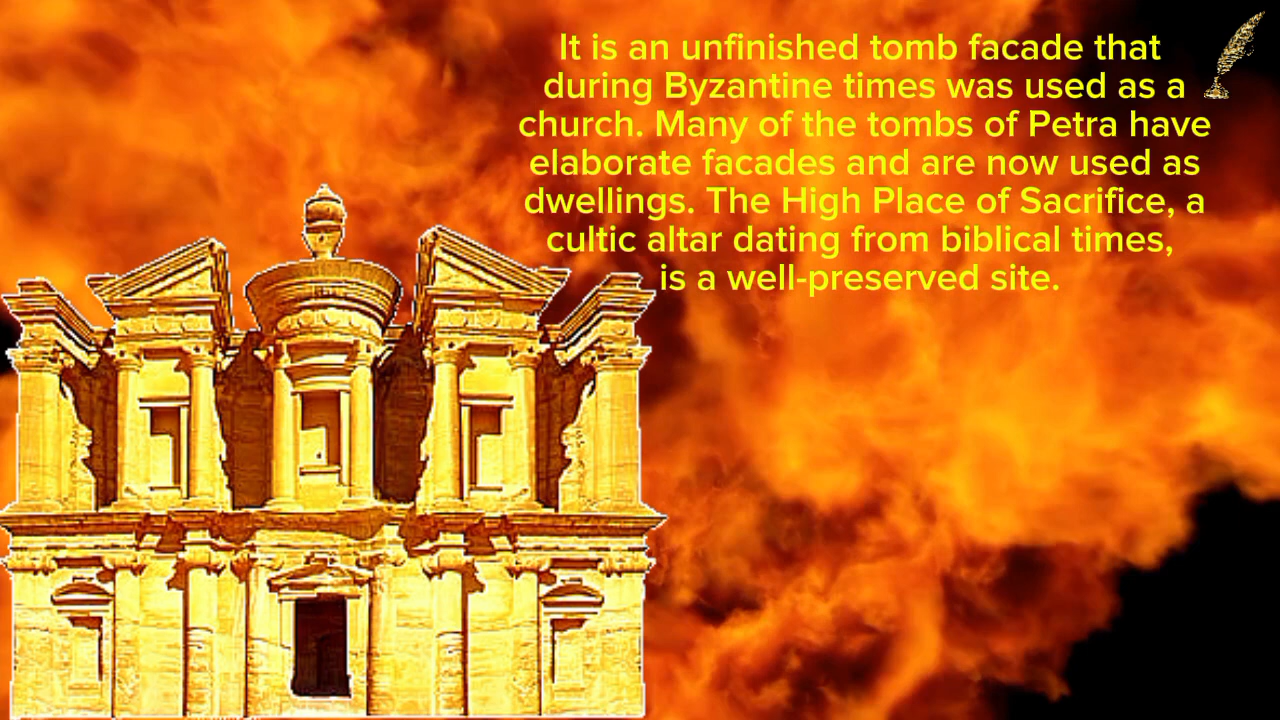 It is an unfinished tomb facade that
during Byzantine times was used as a
church. Many of the tombs of Petra have
elaborate facades and are now used as
dwellings. The High Place of Sacrifice, a
cultic altar dating from biblical times,
is a well-preserved site.